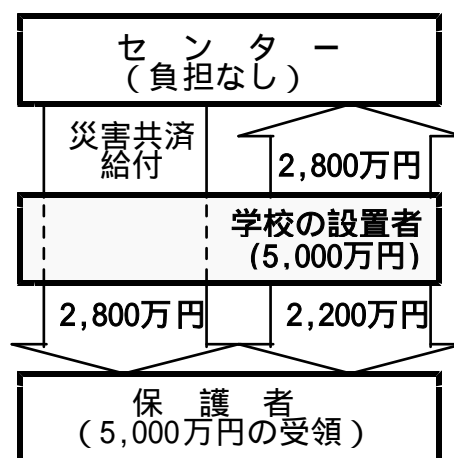 センター
(負担なし)
災害共済
給付
2,800万円
学校の設置者
(5,000万円)
2,800万円
2,200万円
保護者
(5,000万円の受領)